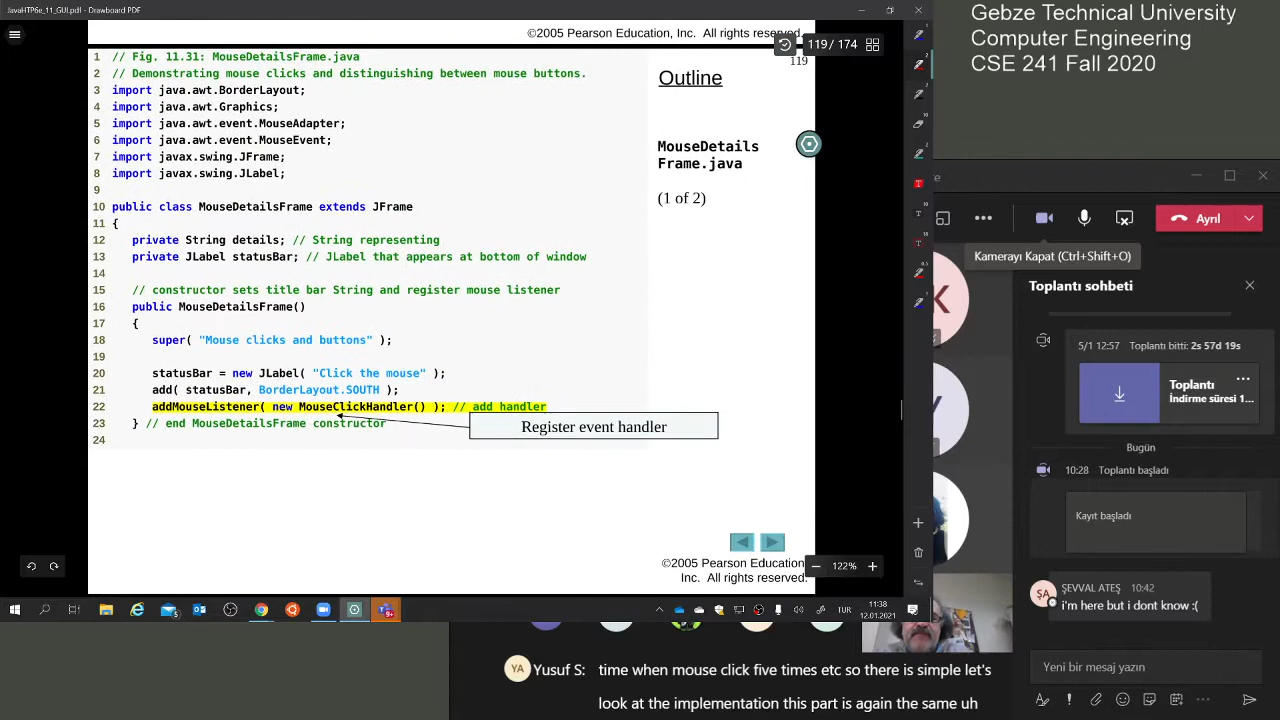 JavaHTP6e_11_GUI.pdf - Drawboard PDF
Gebze Technical University
Computer Engineering
CSE 241 Fall 2020
©2005 Pearson Education, Inc.  All rights reserved.
119 / 174
119
1 // Fig. 11.31: MouseDetailsFrame.java
2 // Demonstrating mouse clicks and distinguishing between mouse buttons.
3 import java.awt.BorderLayout;
4 import java.awt.Graphics;
5 import java.awt.event.MouseAdapter;
6 import java.awt.event.MouseEvent;
7 import javax.swing.JFrame;
8 import javax.swing.JLabel;
9
10 public class MouseDetailsFrame extends JFrame
11 {
12 private String details; // String representing
13 private JLabel statusBar; // JLabel that appears at bottom of window
14
15 // constructor sets title bar String and register mouse listener
16 public MouseDetailsFrame()
17 {
18 super( "Mouse clicks and buttons" );
19
20 statusBar = new JLabel( "Click the mouse" );
21 add( statusBar, BorderLayout.SOUTH );
22 addMouseListener( new MouseClickHandler() ); // add handler
23 } // end MouseDetailsFrame constructor
24
Register event handler
Outline
MouseDetails
Frame.java
(1 of 2)
©2005 Pearson Education,
Inc.  All rights reserved.
122%
Ayrıl
Kamerayı Kapat (Ctrl+Shift+O)
Toplantı sohbeti
5/1 12:57 Toplantı bitti: 2s 57d 19s
Toplantı
İndirme süresi 1...
Bugün
10:28 Toplantı başladı
Kayıt başladı
ŞA
ŞEVVAL ATEŞ 10:42
i'm here but i dont know :(
Yeni bir mesaj yazın
K
Y
TUR
11:38
12.01.2021
YA
Yusuf S: time when mouse click five times etc so there is simple let's
look at the implementation this part is again the same uh